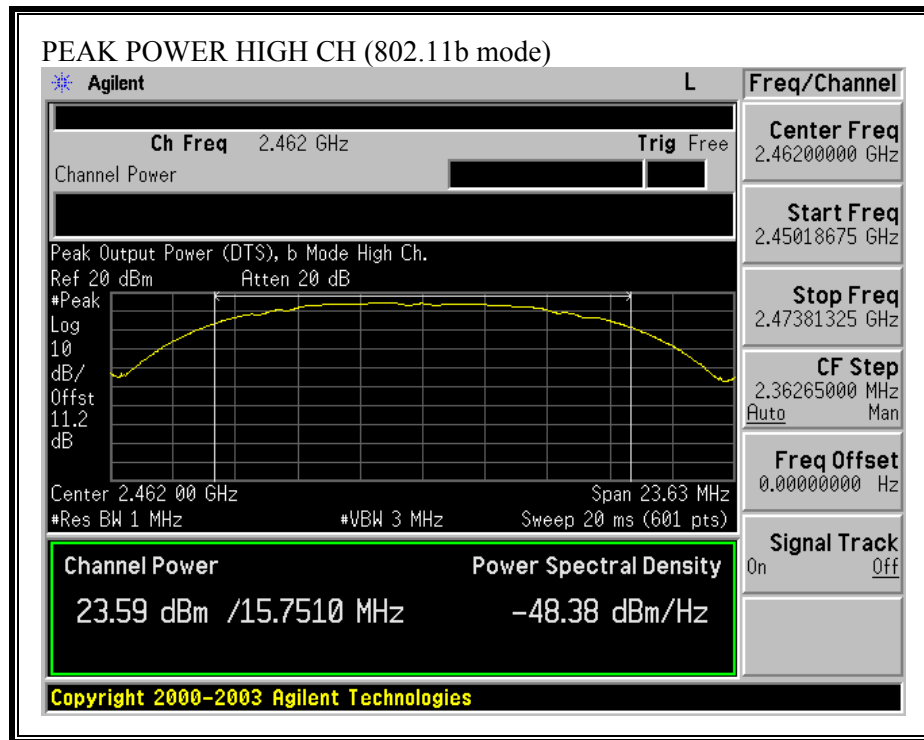 PEAK POWER HIGH CH (802.11b mode)
Agilent L Freq/Channel
Ch Freq 2.462 GHz Trig Free
Channel Power
Center Freq
2.46200000 GHz
Start Freq
2.45018675 GHz
Stop Freq
2.47381325 GHz
CF Step
2.36265000 MHz
Auto Man
Freq Offset
0.00000000 Hz
Signal Track
On Off
Peak Output Power (DTS), b Mode High Ch.
Ref 20 dBm Atten 20 dB
#Peak
Log
10
dB/
Offst
11.2
dB
Center 2.462 00 GHz Span 23.63 MHz
#Res BW 1 MHz #VBW 3 MHz Sweep 20 ms (601 pts)
Channel Power Power Spectral Density
23.59 dBm /15.7510 MHz -48.38 dBm/Hz
Copyright 2000-2003 Agilent Technologies